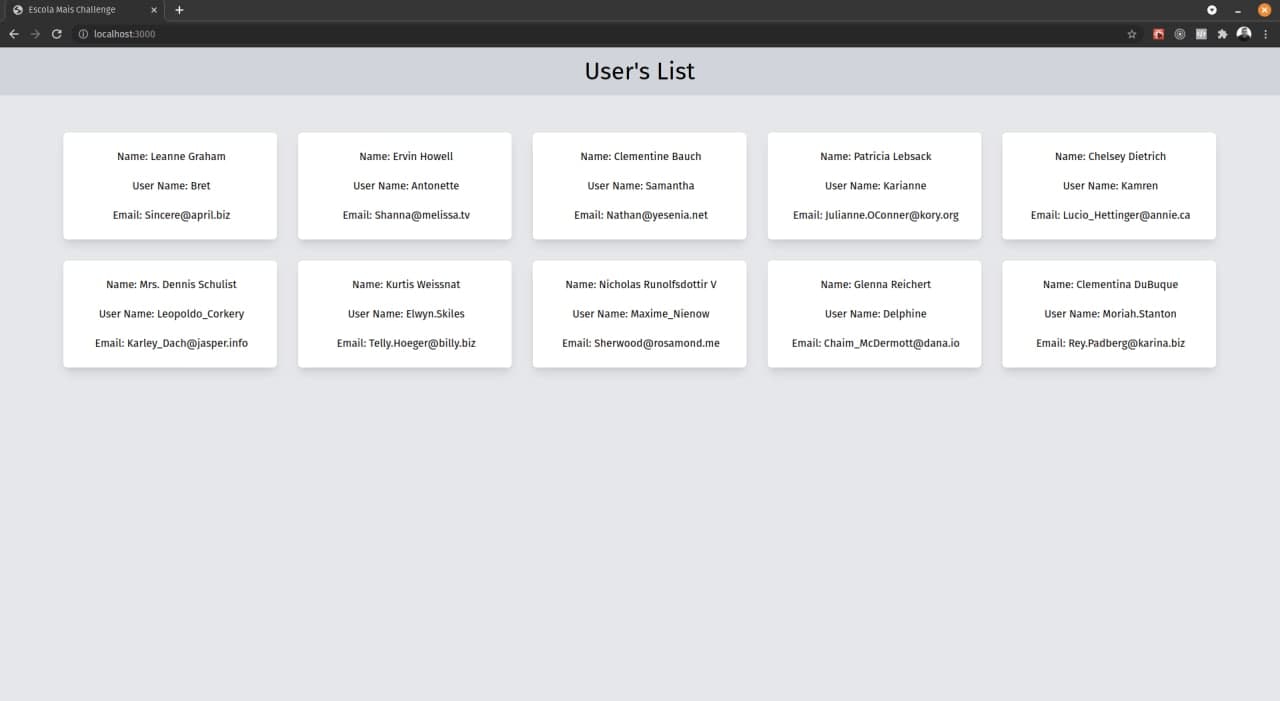 Escola Mais Challenge
localhost:3000
User's List
Name: Leanne Graham
User Name: Bret
Email: Sincere@april.biz
Name: Ervin Howell
User Name: Antonette
Email: Shanna@melissa.tv
Name: Clementine Bauch
User Name: Samantha
Email: Nathan@yesenia.net
Name: Patricia Lebsack
User Name: Karianne
Email: Julianne.OConner@kory.org
Name: Chelsey Dietrich
User Name: Kamren
Email: Lucio_Hettinger@annie.ca
Name: Mrs. Dennis Schulist
User Name: Leopoldo_Corkery
Email: Karley_Dach@jasper.info
Name: Kurtis Weissnat
User Name: Elwyn.Skiles
Email: Telly.Hoeger@billy.biz
Name: Nicholas Runolfsdottir V
User Name: Maxime_Nienow
Email: Sherwood@rosamond.me
Name: Glenna Reichert
User Name: Delphine
Email: Chaim_McDermott@dana.io
Name: Clementina DuBuque
User Name: Moriah.Stanton
Email: Rey.Padberg@karina.biz